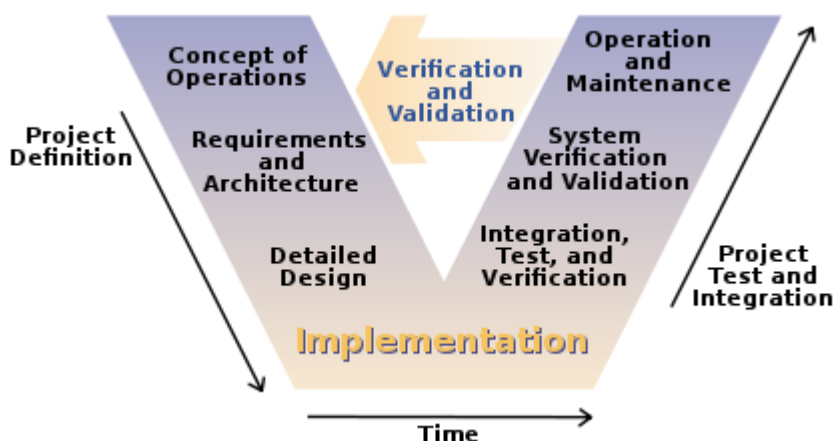 Concept of
Operations
Verification
and
Validation
Operation
and
Maintenance
Project
Definition
Requirements
and
Architecture
System
Verification
and Validation
Detailed
Design
Integration,
Test, and
Verification
Project
Test and
Integration
Implementation
Time